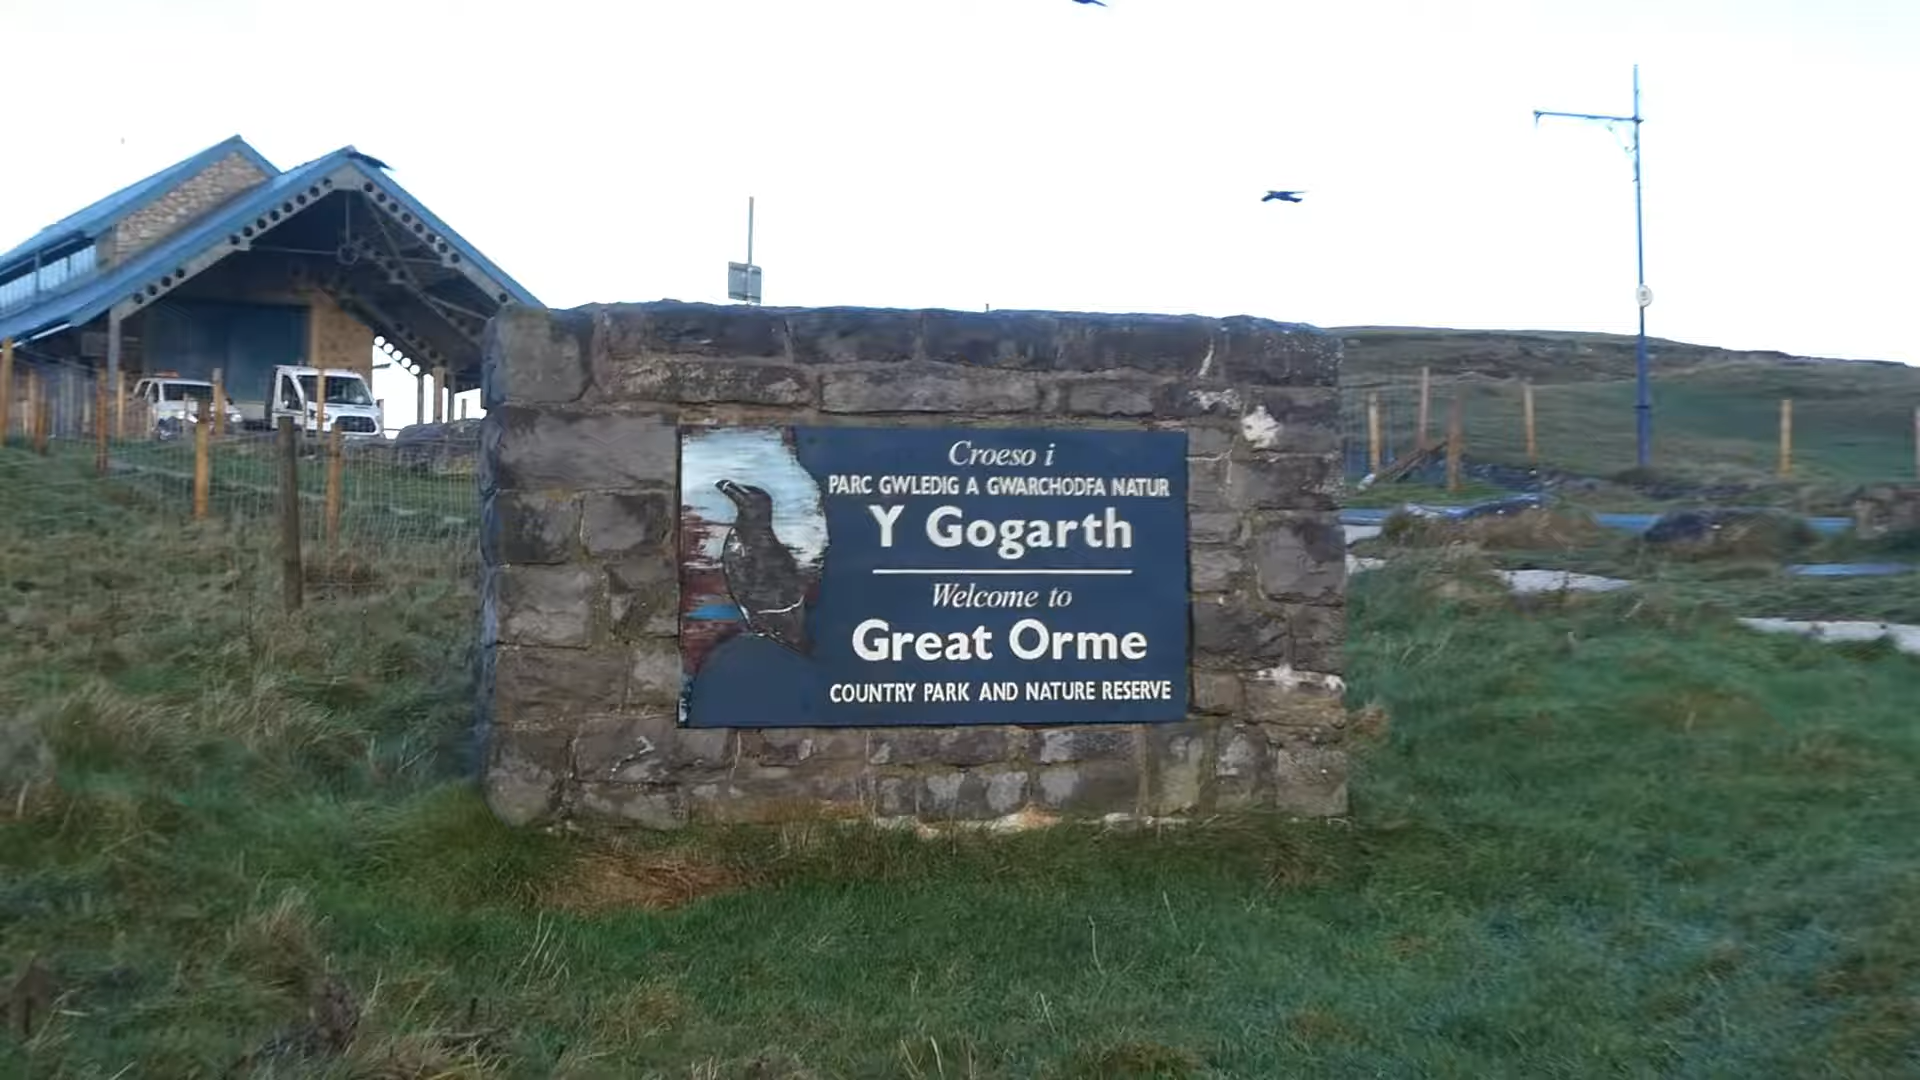 Croeso i
PARC GWLEDIG A GWARCHODFA NATUR
Y Gogarth
Welcome to
Great Orme
COUNTRY PARK AND NATURE RESERVE